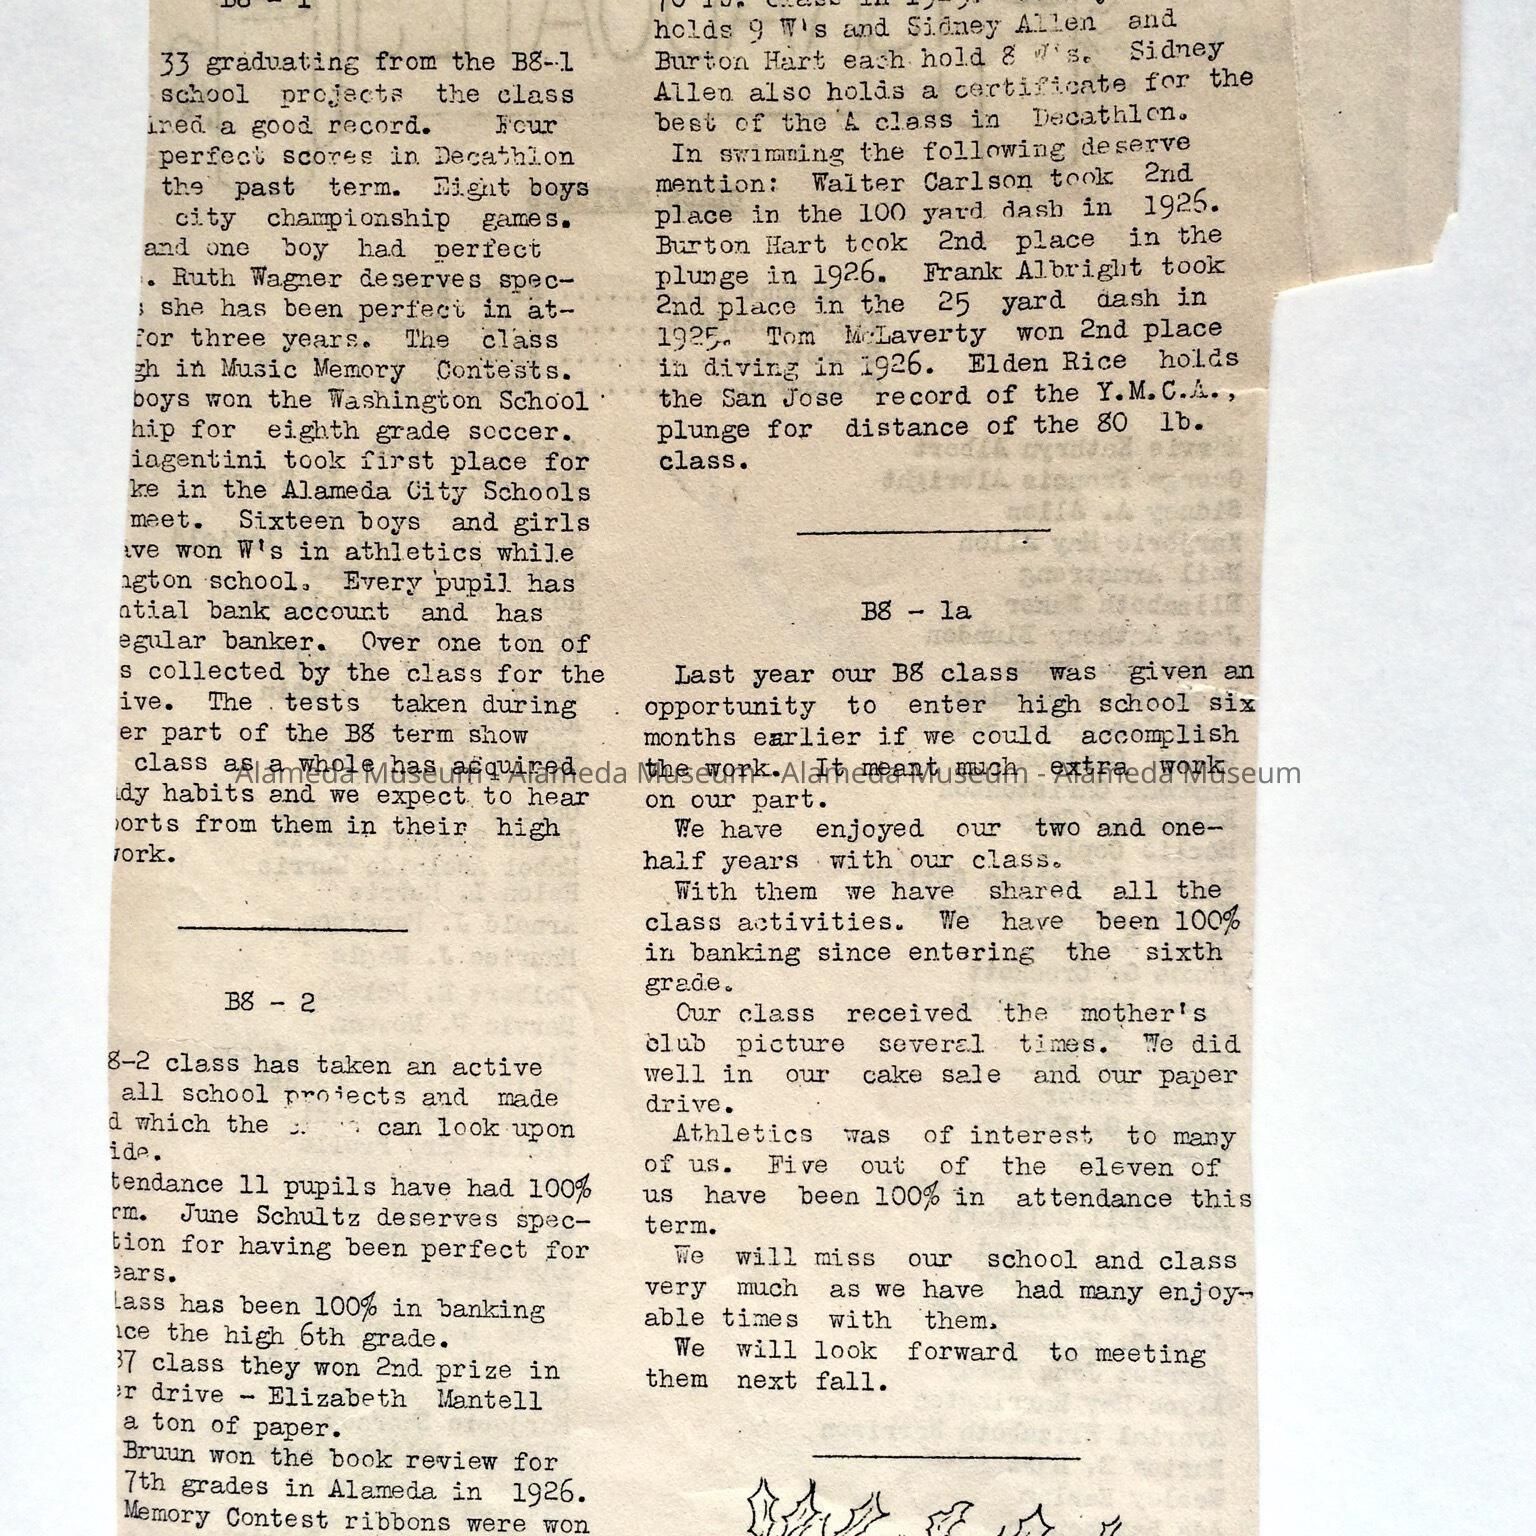 B8 - 1
33 graduating from the B8-1
school projects the class
ired a good record. Four
perfect scores in Decathlon
the past term. Eight boys
city championship games.
and one boy had perfect
. Ruth Wagner deserves spec-
s she has been perfect in at-
for three years. The class
gh in Music Memory Contests.
boys won the Washington School
hip for eighth grade soccer.
iagentini took first place for
ke in the Alameda City Schools
meet. Sixteen boys and girls
ave won W's in athletics while
ngton school. Every pupil has
ntial bank account and has
egular banker. Over one ton of
s collected by the class for the
ive. The tests taken during
er part of the B8 term show
class as a whole has acquired
dy habits and we expect to hear
ports from them in their high
work.
B8 - 2
8-2 class has taken an active
all school projects and made
d which the can look upon
ide.
tendance 11 pupils have had 100%
rm. June Schultz deserves spec-
tion for having been perfect for
ears.
lass has been 100% in banking
nce the high 6th grade.
B7 class they won 2nd prize in
er drive - Elizabeth Mantell
a ton of paper.
Bruun won the book review for
7th grades in Alameda in 1926.
Memory Contest ribbons were won
70 lb. class in
holds 9 W's and Sidney Allen and
Burton Hart each hold 8 W's. Sidney
Allen also holds a certificate for the
best of the A class in Decathlon.
In swimming the following deserve
mention: Walter Carlson took 2nd
place in the 100 yard dash in 1926.
Burton Hart took 2nd place in the
plunge in 1926. Frank Albright took
2nd place in the 25 yard dash in
1925. Tom McLaverty won 2nd place
in diving in 1926. Elden Rice holds
the San Jose record of the Y.M.C.A.,
plunge for distance of the 80 lb.
class.
B8 - 1a
Last year our B8 class was given an
opportunity to enter high school six
months earlier if we could accomplish
the work. It meant much extra work
on our part.
We have enjoyed our two and one-
half years with our class.
With them we have shared all the
class activities. We have been 100%
in banking since entering the sixth
grade.
Our class received the mother's
club picture several times. We did
well in our cake sale and our paper
drive.
Athletics was of interest to many
of us. Five out of the eleven of
us have been 100% in attendance this
term.
We will miss our school and class
very much as we have had many enjoy-
able times with them.
We will look forward to meeting
them next fall.
Alameda Museum - Alameda Museum - Alameda Museum - Alameda Museum